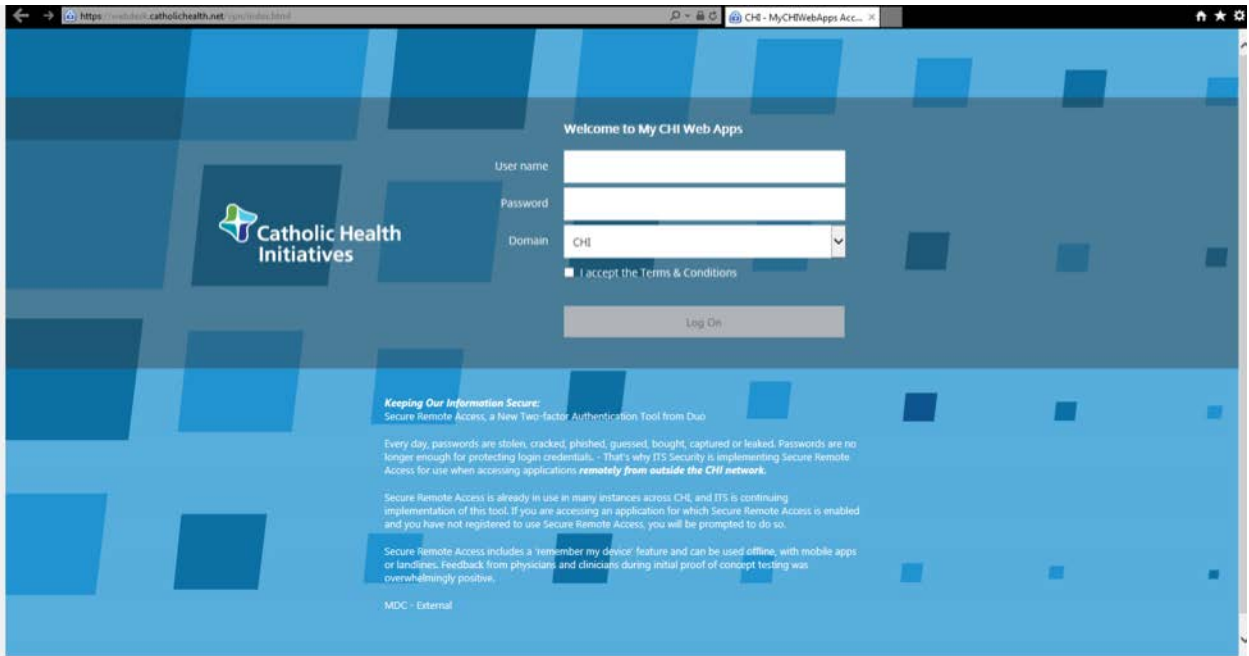 https://webdesk.catholichealth.net/vpn/index.html
CHI - MyCHIWebApps Acc...
Welcome to My CHI Web Apps
User name
Password
Catholic Health
Initiatives
Domain
CHI
I accept the Terms & Conditions
Log On
Keeping Our Information Secure:
Secure Remote Access, a New Two-factor Authentication Tool from Duo
Every day, passwords are stolen, cracked, phished, guessed, bought, captured or leaked. Passwords are no
longer enough for protecting login credentials. - That's why ITS Security is implementing Secure Remote
Access for use when accessing applications remotely from outside the CHI network.
Secure Remote Access is already in use in many instances across CHI, and ITS is continuing
implementation of this tool. If you are accessing an application for which Secure Remote Access is enabled
and you have not registered to use Secure Remote Access, you will be prompted to do so.
Secure Remote Access includes a 'remember my device' feature and can be used offline, with mobile apps
or landlines. Feedback from physicians and clinicians during initial proof of concept testing was
overwhelmingly positive.
MDC - External